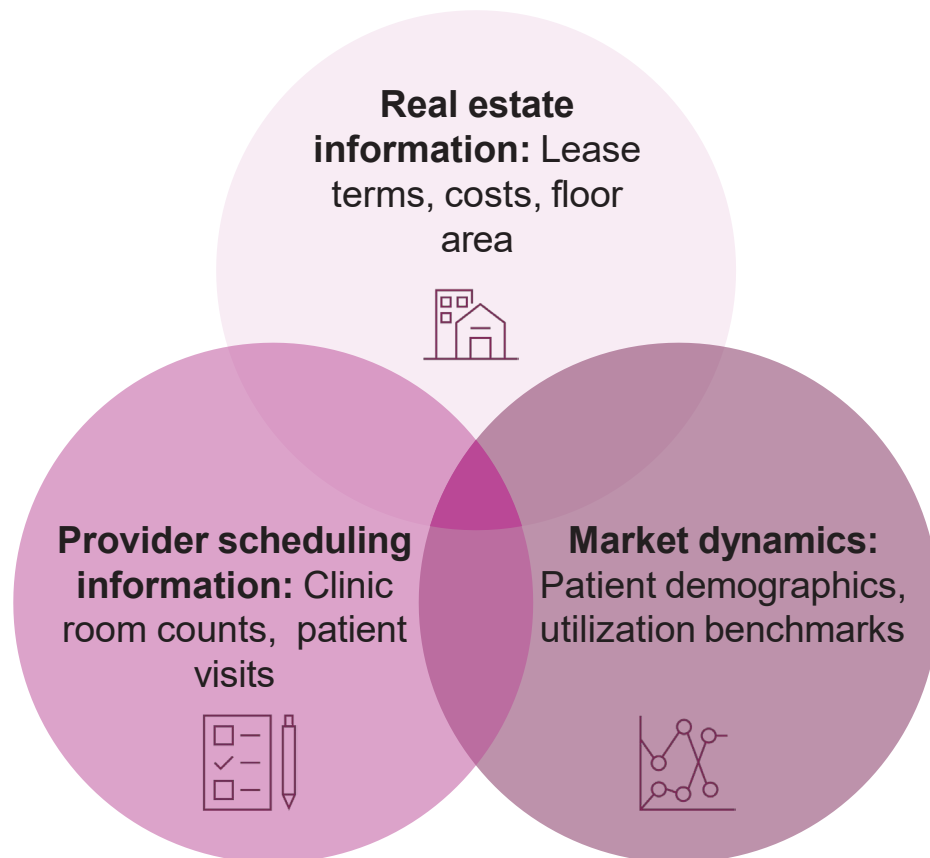 Real estate
information: Lease
terms, costs, floor
area
Provider scheduling
information: Clinic
room counts,  patient
visits
Market dynamics:
Patient demographics,
utilization benchmarks